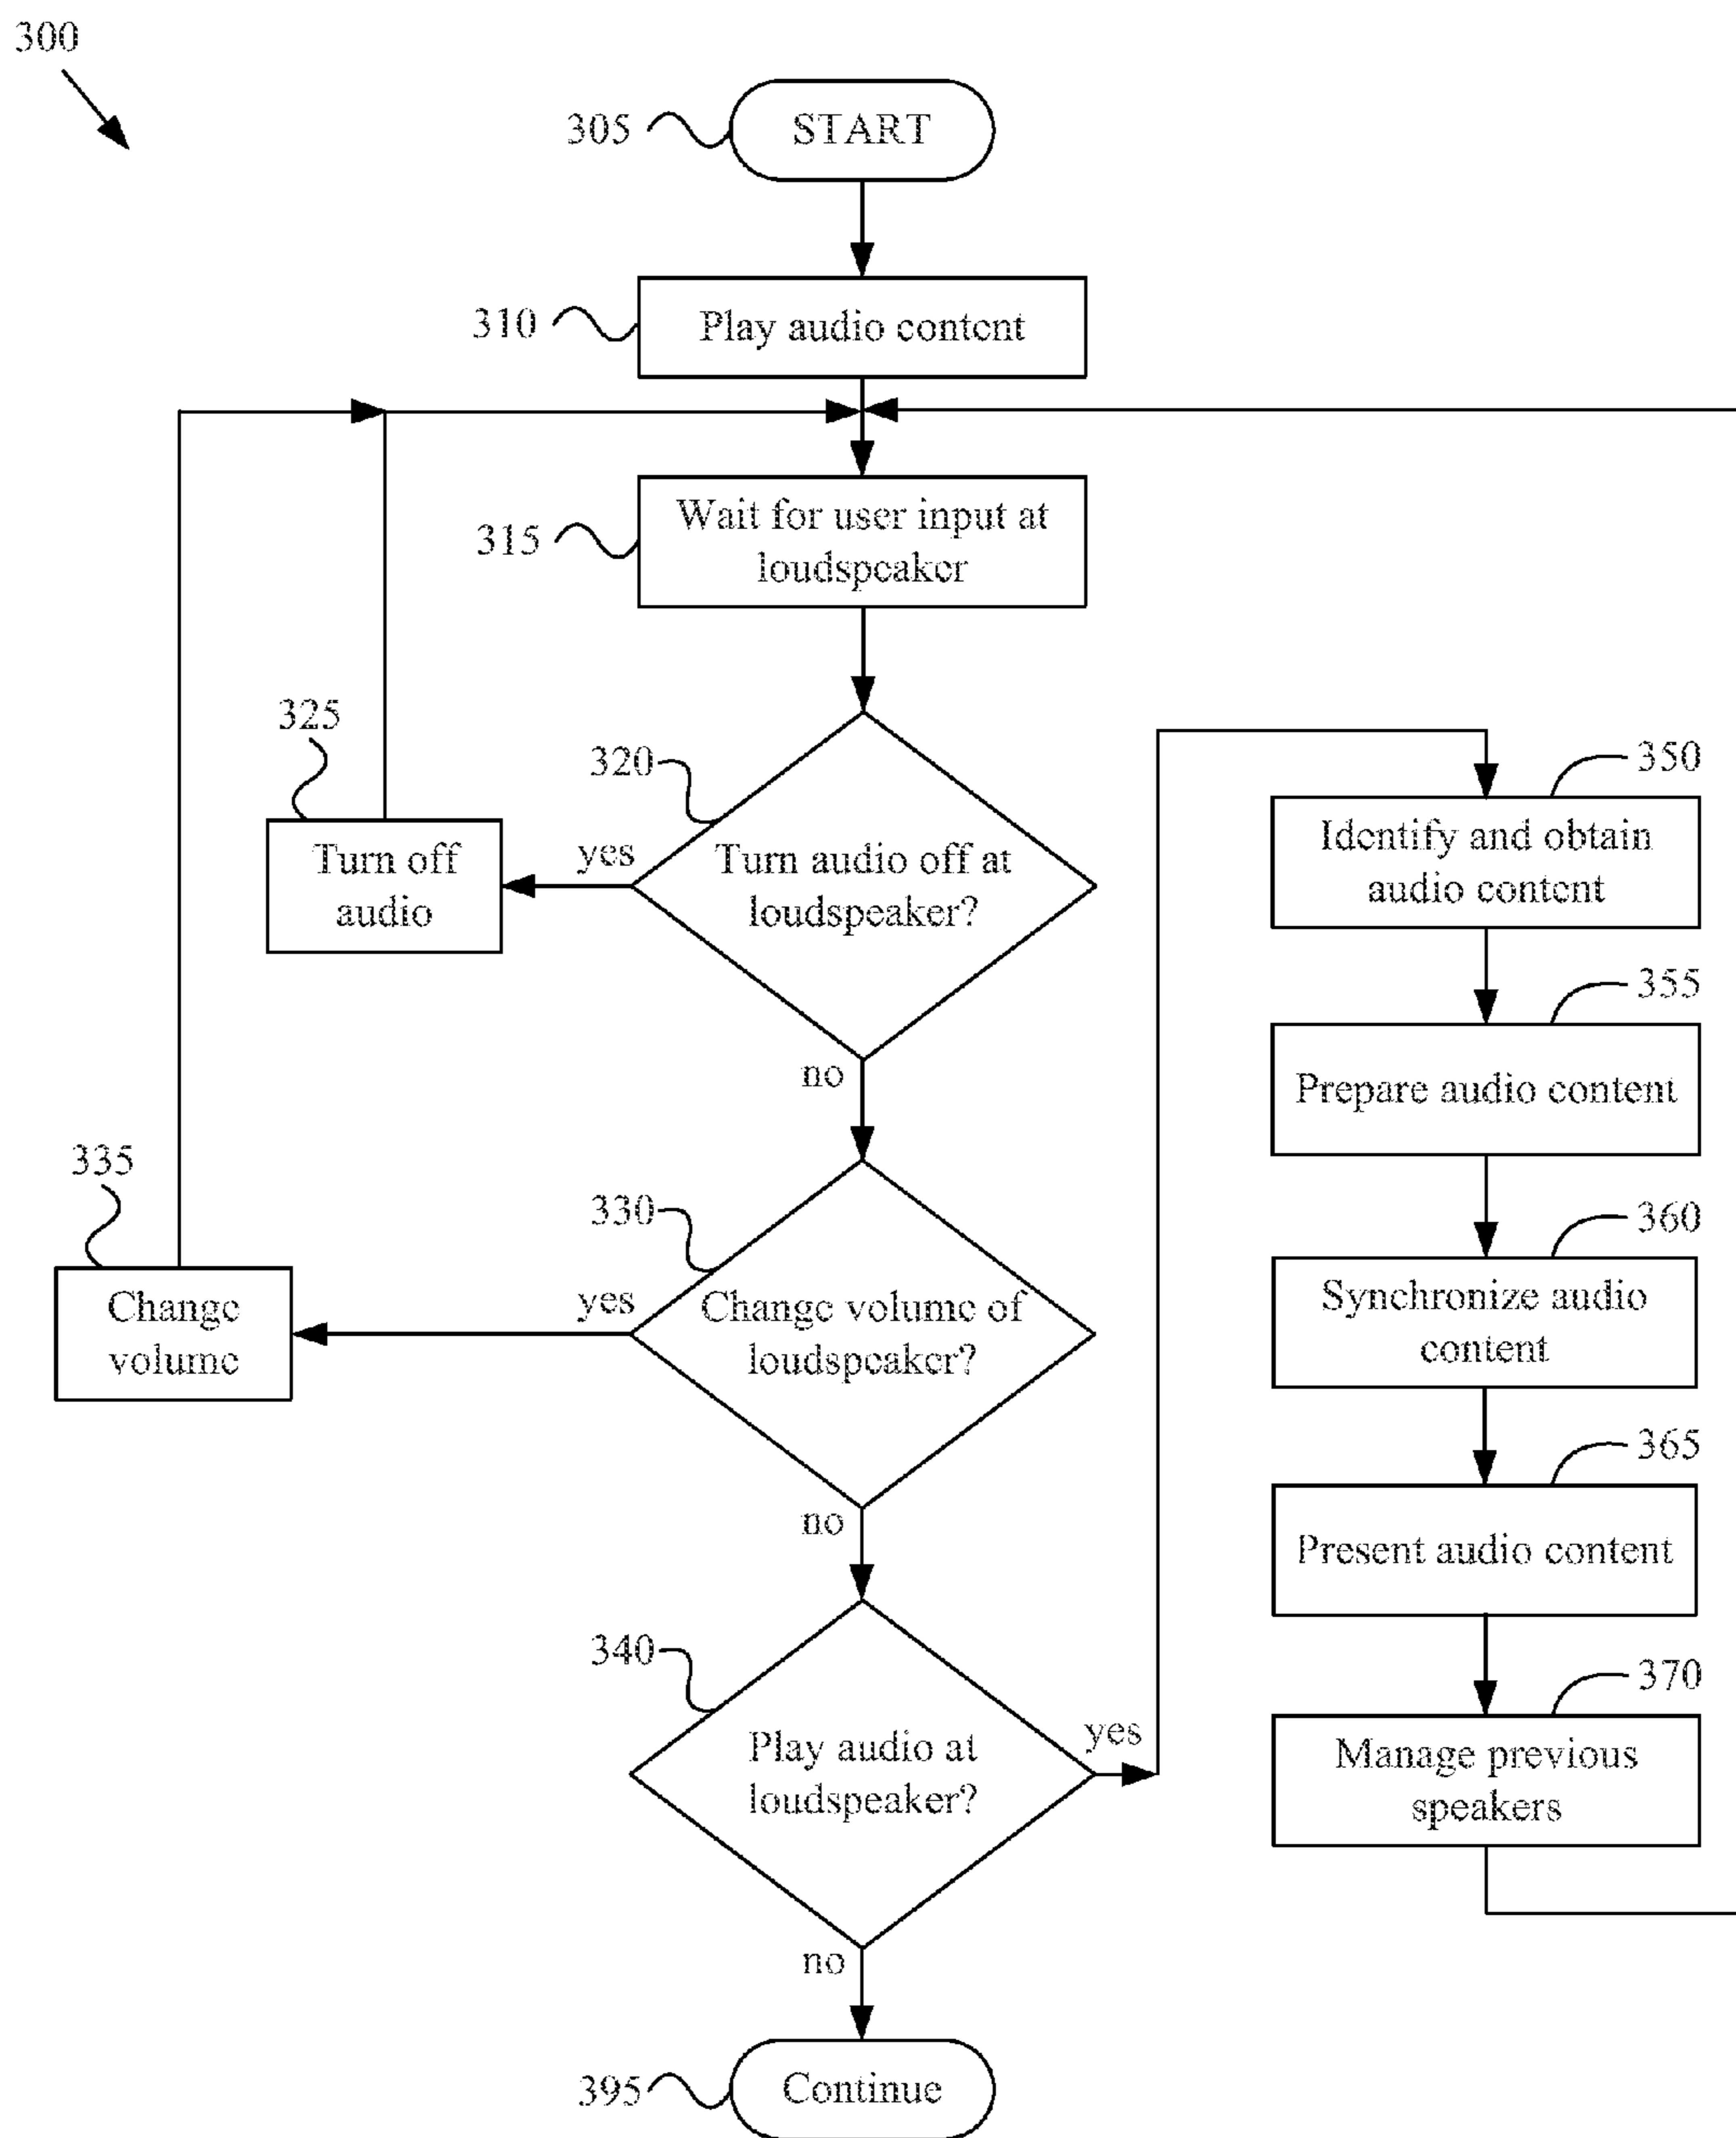 300
305
START
310
Play audio content
315
Wait for user input at
loudspeaker
320
Turn audio off at
loudspeaker?
yes
325
Turn off
audio
no
330
Change volume of
loudspeaker?
yes
335
Change
volume
no
340
Play audio at
loudspeaker?
yes
350
Identify and obtain
audio content
355
Prepare audio content
360
Synchronize audio
content
365
Present audio content
370
Manage previous
speakers
no
395
Continue